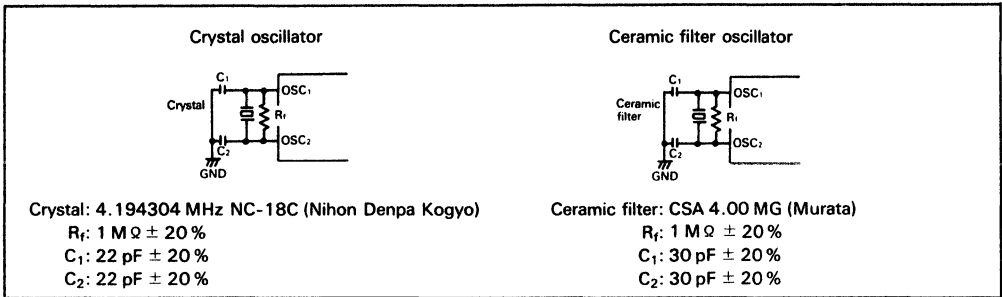 Crystal oscillator
C₁
OSC₁
Crystal
Rf
OSC₂
C₂
GND
Crystal: 4.194304 MHz NC-18C (Nihon Denpa Kogyo)
Rf: 1 MΩ ± 20 %
C₁: 22 pF ± 20 %
C₂: 22 pF ± 20 %
Ceramic filter oscillator
C₁
OSC₁
Ceramic
filter
Rf
OSC₂
C₂
GND
Ceramic filter: CSA 4.00 MG (Murata)
Rf: 1 MΩ ± 20 %
C₁: 30 pF ± 20 %
C₂: 30 pF ± 20 %